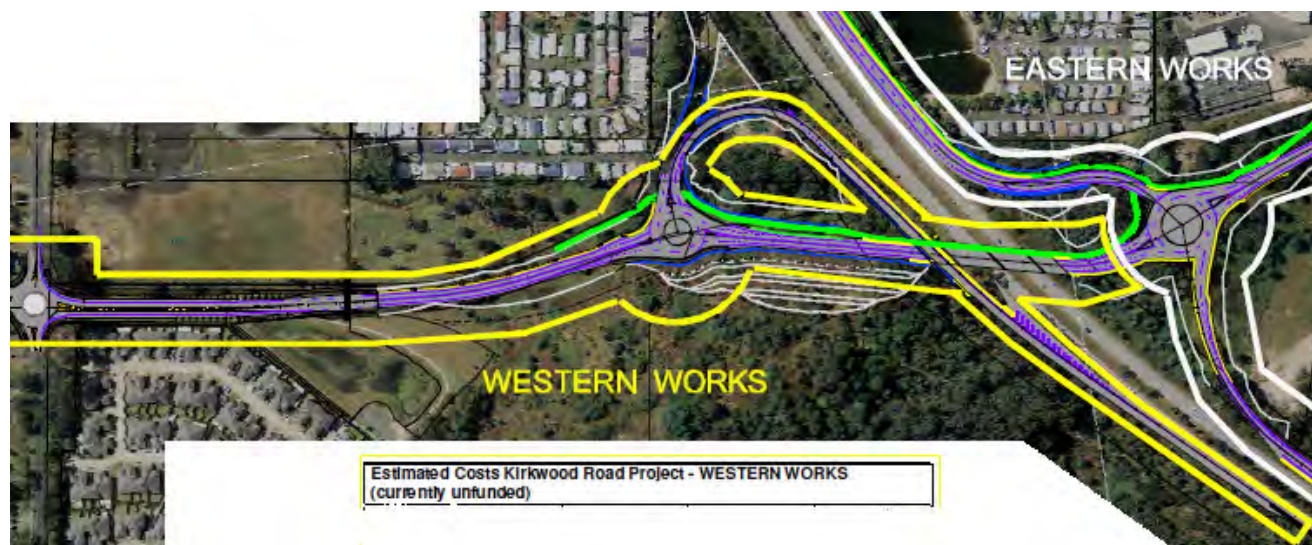 EASTERN WORKS
WESTERN WORKS
Estimated Costs Kirkwood Road Project - WESTERN WORKS
(currently unfunded)